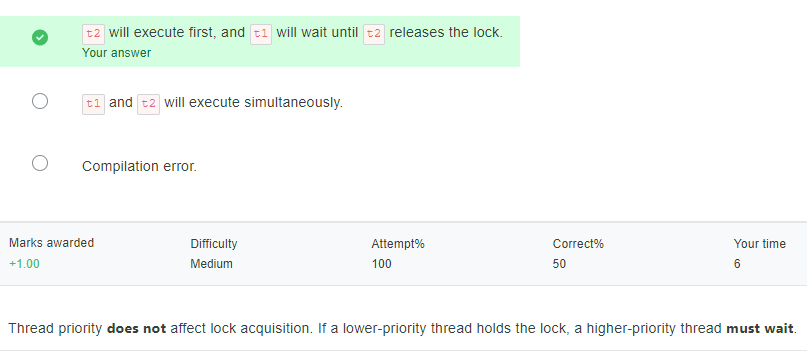 t2 will execute first, and t1 will wait until t2 releases the lock.
Your answer
t1 and t2 will execute simultaneously.
Compilation error.
Marks awarded Difficulty Attempt% Correct% Your time
+1.00 Medium 100 50 6
Thread priority does not affect lock acquisition. If a lower-priority thread holds the lock, a higher-priority thread must wait.